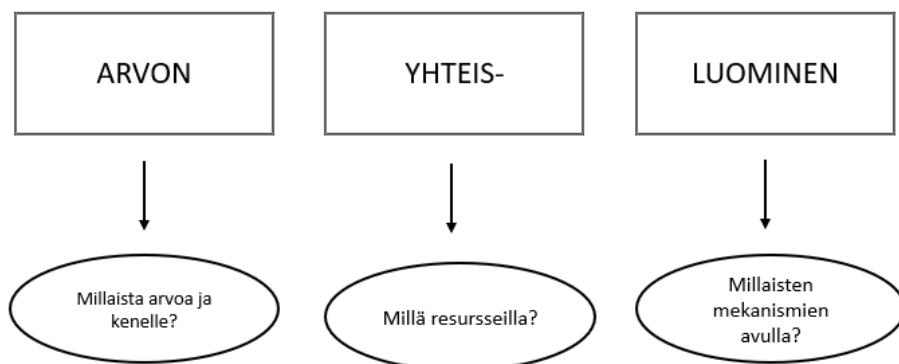 ARVON
YHTEIS-
LUOMINEN
Millaista arvoa ja
kenelle?
Millä resursseilla?
Millaisten
mekanismien
avulla?